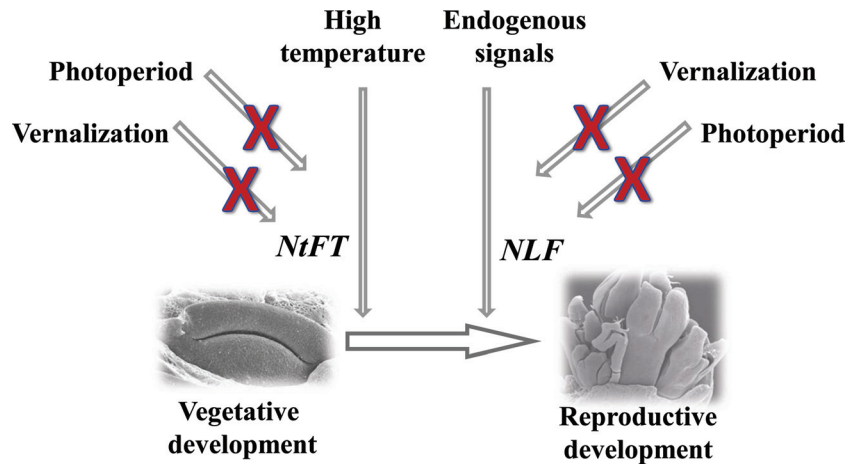 High
temperature
Endogenous
signals
Photoperiod
Vernalization
Vernalization
Photoperiod
NtFT
NLF
X
X
X
X
Vegetative
development
Reproductive
development